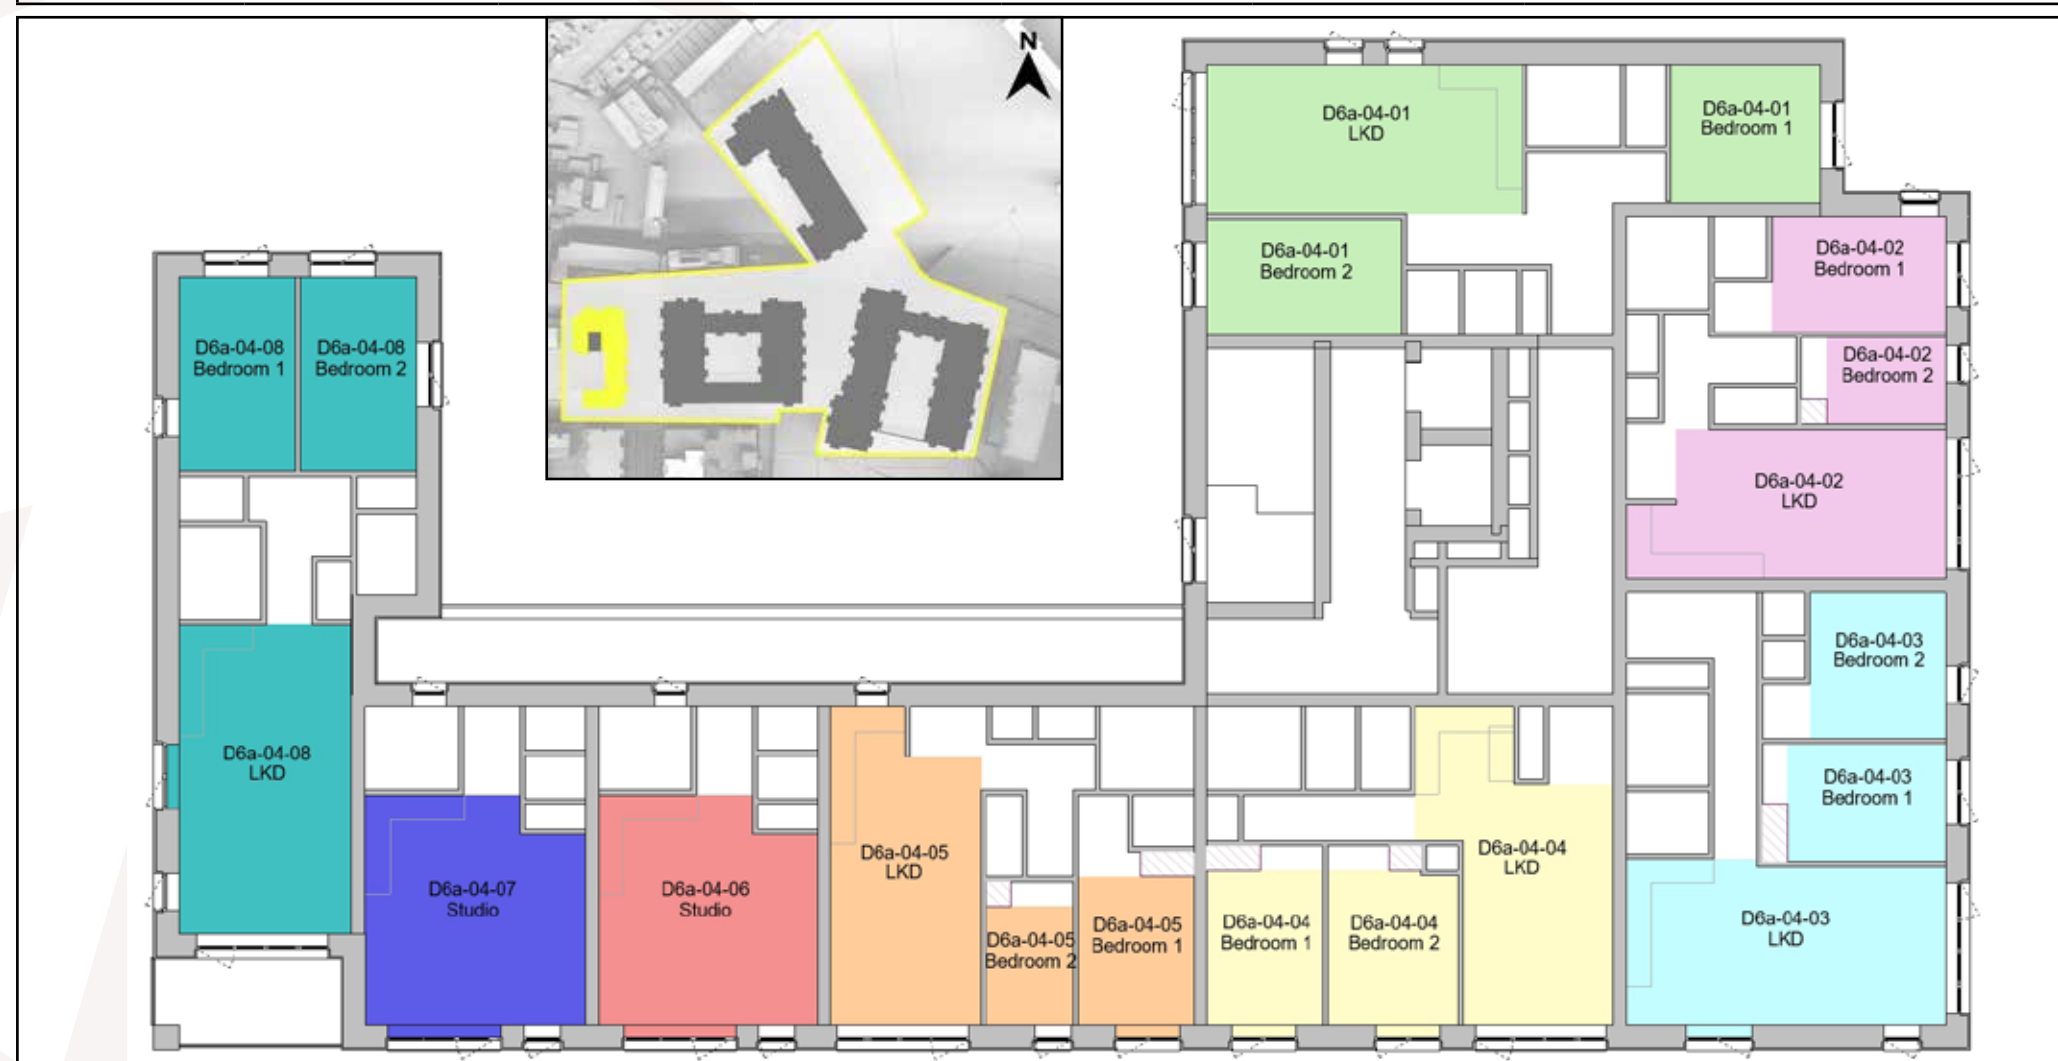 N
D6a-04-01
LKD
D6a-04-01
Bedroom 1
D6a-04-01
Bedroom 2
D6a-04-02
Bedroom 1
D6a-04-02
Bedroom 2
D6a-04-02
LKD
D6a-04-08
Bedroom 1
D6a-04-08
Bedroom 2
D6a-04-03
Bedroom 2
D6a-04-03
Bedroom 1
D6a-04-08
LKD
D6a-04-07
Studio
D6a-04-06
Studio
D6a-04-05
LKD
D6a-04-05
Bedroom 2
D6a-04-05
Bedroom 1
D6a-04-04
Bedroom 1
D6a-04-04
Bedroom 2
D6a-04-04
LKD
D6a-04-03
LKD